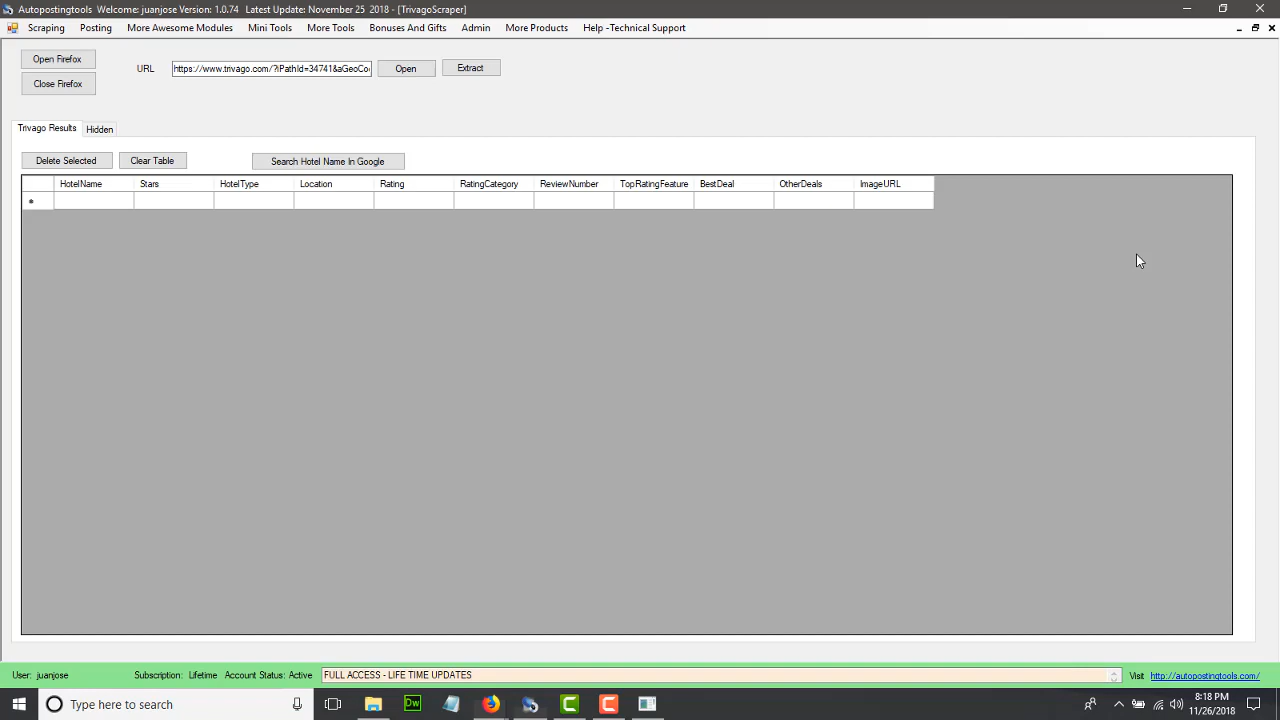 Autopostingtools Welcome: juanjose Version: 1.0.74 Latest Update: November 25 2018 - [TrivagoScraper]
Scraping Posting More Awesome Modules Mini Tools More Tools Bonuses And Gifts Admin More Products Help -Technical Support
Open Firefox
Close Firefox
URL https://www.trivago.com/?iPathId=34741&aGeoCo Open Extract
Trivago Results Hidden
Delete Selected Clear Table Search Hotel Name In Google
HotelName Stars HotelType Location Rating RatingCategory ReviewNumber TopRatingFeature BestDeal OtherDeals ImageURL
User: juanjose Subscription: Lifetime Account Status: Active FULL ACCESS - LIFE TIME UPDATES Visit http://autopostingtools.com/
Type here to search Dw 8:18 PM
11/26/2018